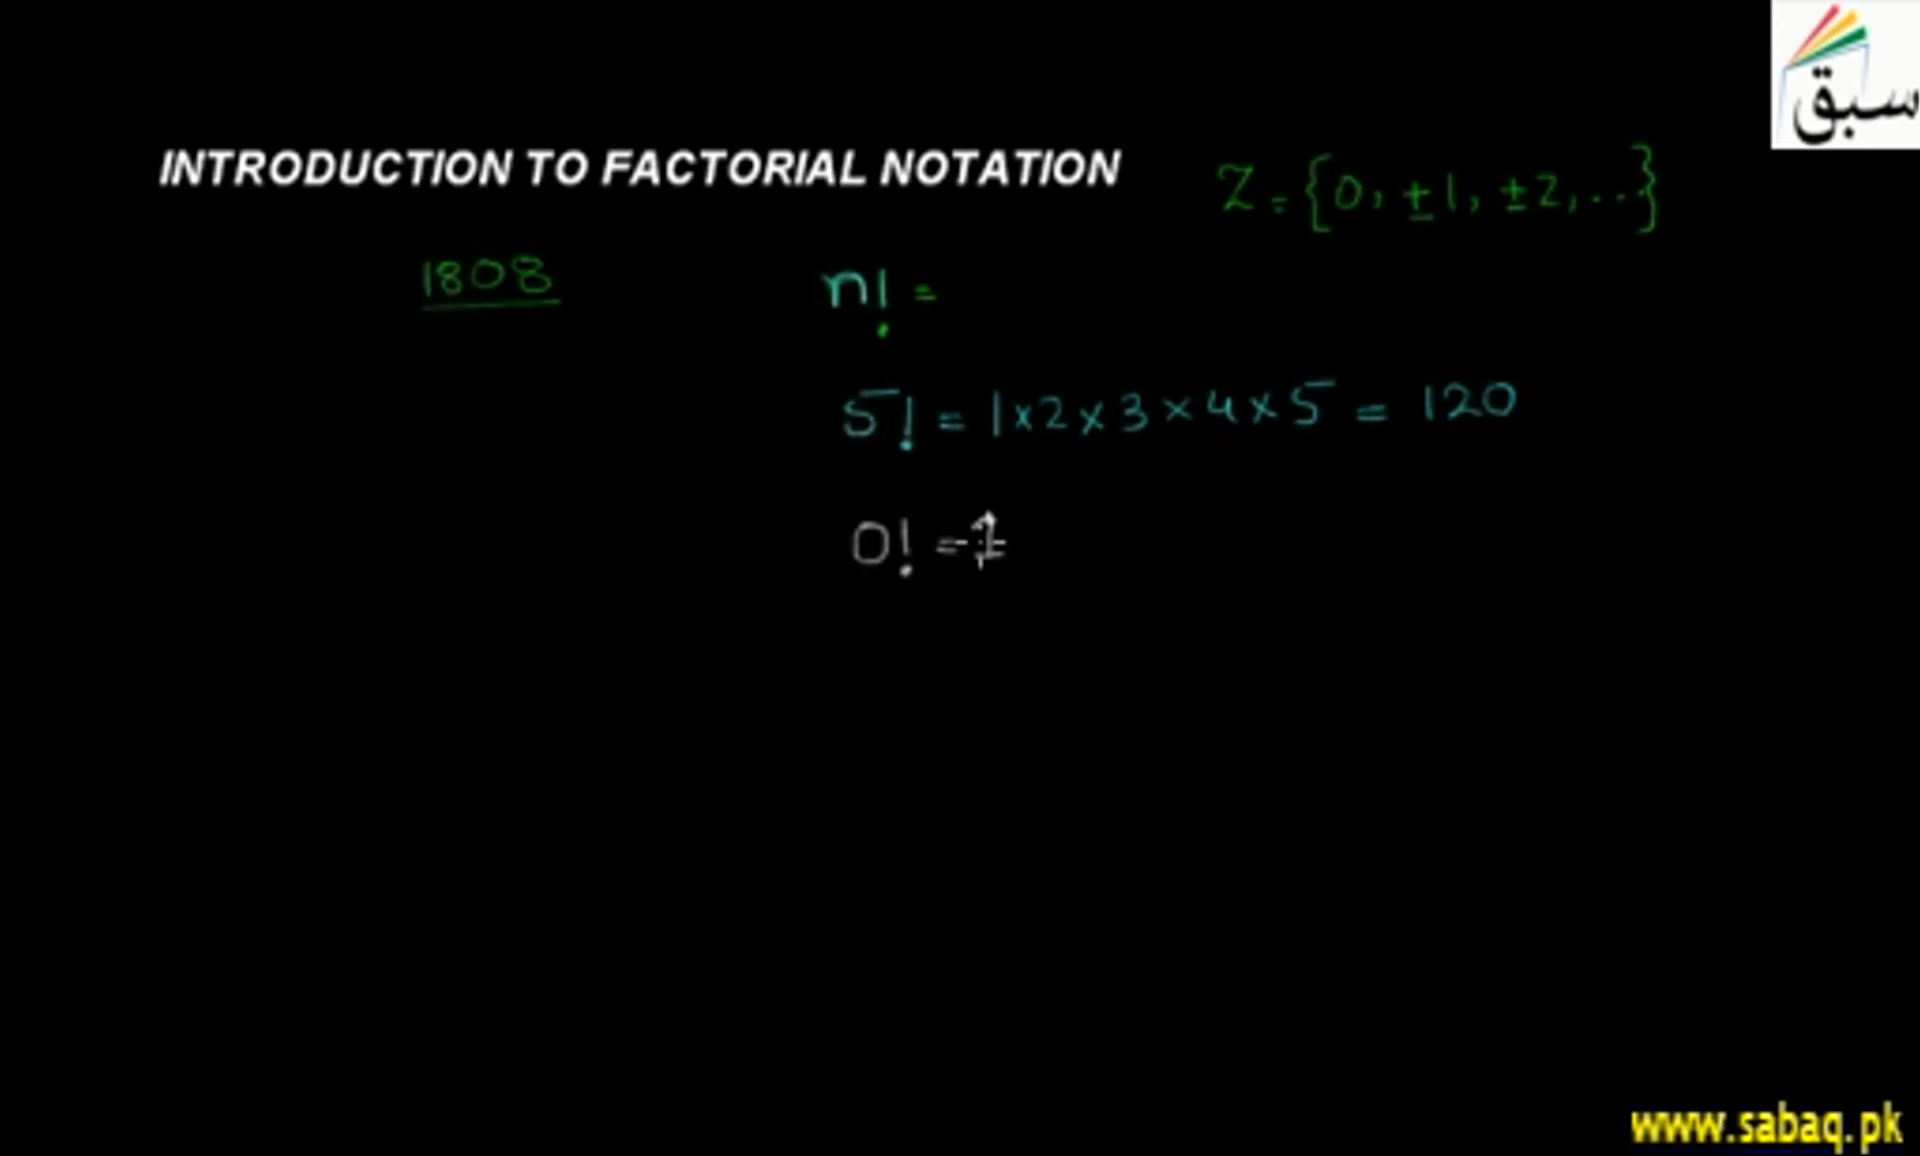 سبق
INTRODUCTION TO FACTORIAL NOTATION
Z = {0, ±1, ±2, ...}
1808
n! =
5! = 1×2×3×4×5 = 120
0! = 1
www.sabaq.pk